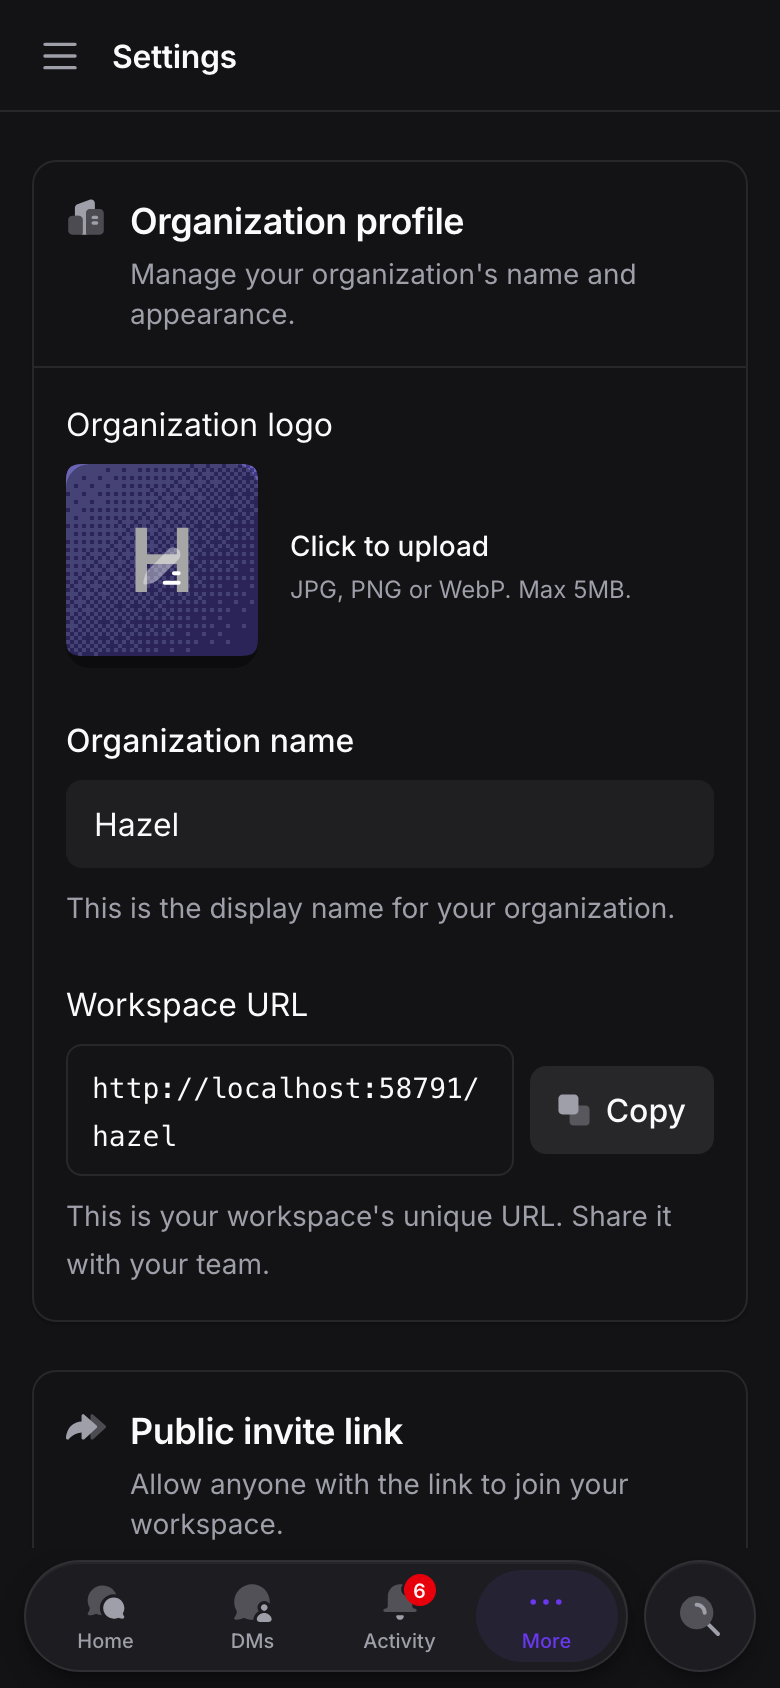 Settings
Organization profile
Manage your organization's name and
appearance.
Organization logo
H
Click to upload
JPG, PNG or WebP. Max 5MB.
Organization name
Hazel
This is the display name for your organization.
Workspace URL
http://localhost:58791/
hazel
Copy
This is your workspace's unique URL. Share it
with your team.
Public invite link
Allow anyone with the link to join your
workspace.
6
Home
DMs
Activity
More